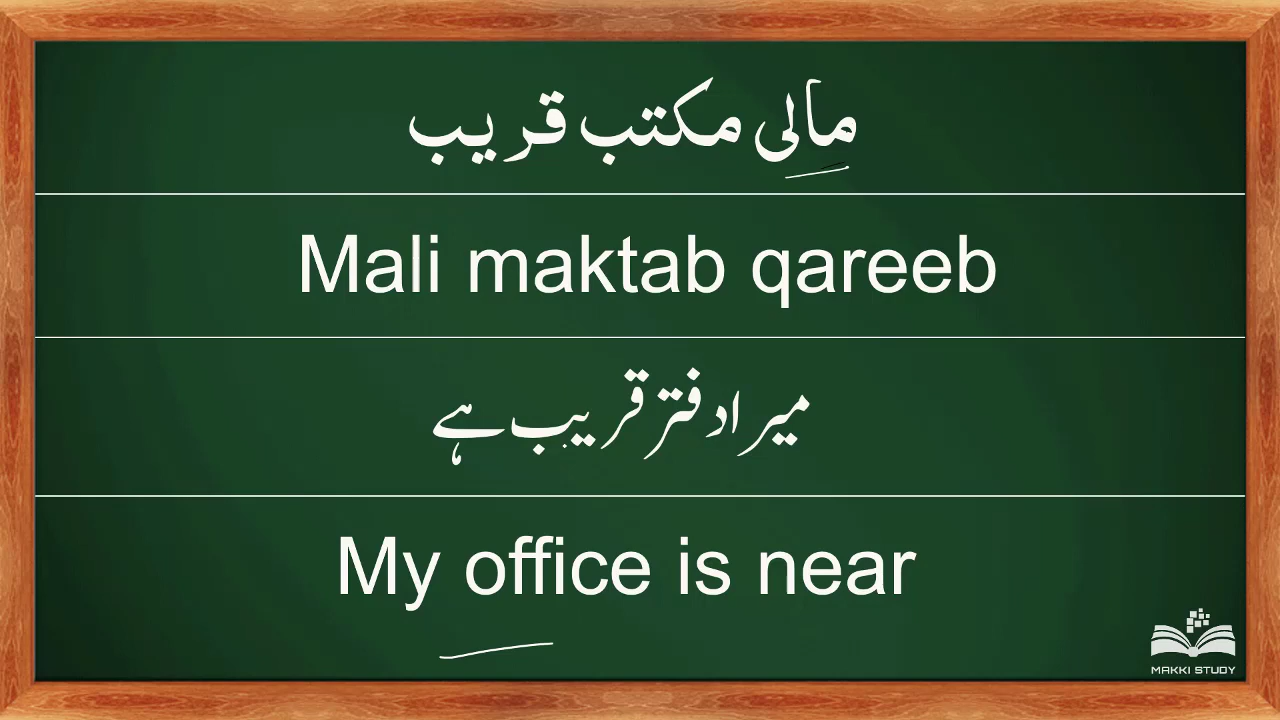 مالِی مکتب قریب
Mali maktab qareeb
میرا دفتر قریب ہے
My office is near
MAKKI STUDY